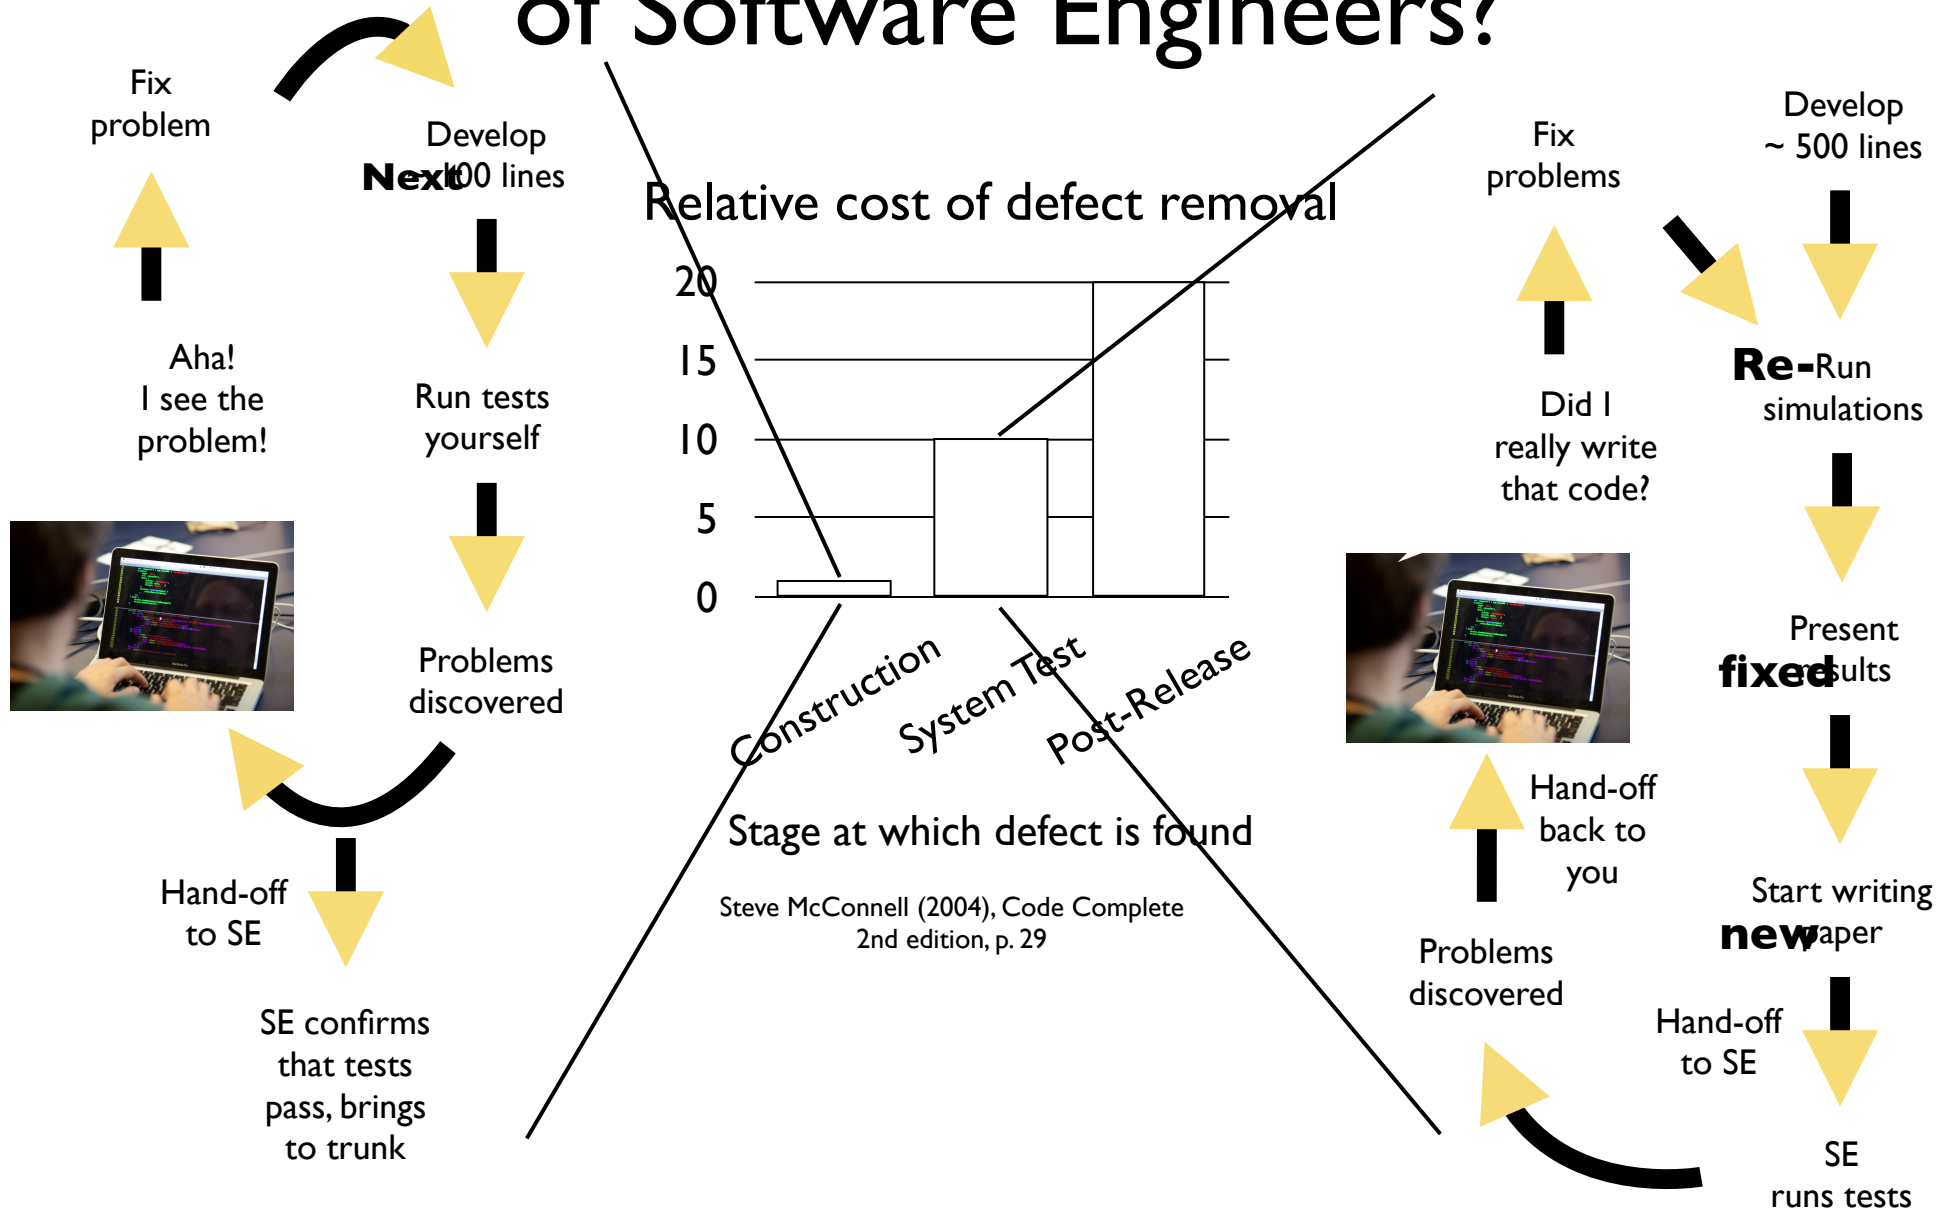 of Software Engineers?
Fix
problem
Develop
~ 100 lines
Next
Aha!
I see the
problem!
Run tests
yourself
Problems
discovered
Hand-off
to SE
SE confirms
that tests
pass, brings
to trunk
Relative cost of defect removal
20
15
10
5
0
Construction
System Test
Post-Release
Stage at which defect is found
Steve McConnell (2004), Code Complete
2nd edition, p. 29
Fix
problems
Develop
~ 500 lines
Did I
really write
that code?
Re-Run
simulations
Present
results
fixed
Hand-off
back to
you
Start writing
paper
new
Problems
discovered
Hand-off
to SE
SE
runs tests